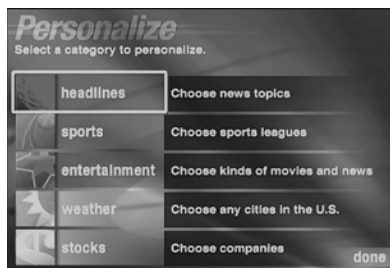 Personalize
Select a category to personalize.
headlines Choose news topics
sports Choose sports leagues
entertainment Choose kinds of movies and news
weather Choose any cities in the U.S.
stocks Choose companies
done